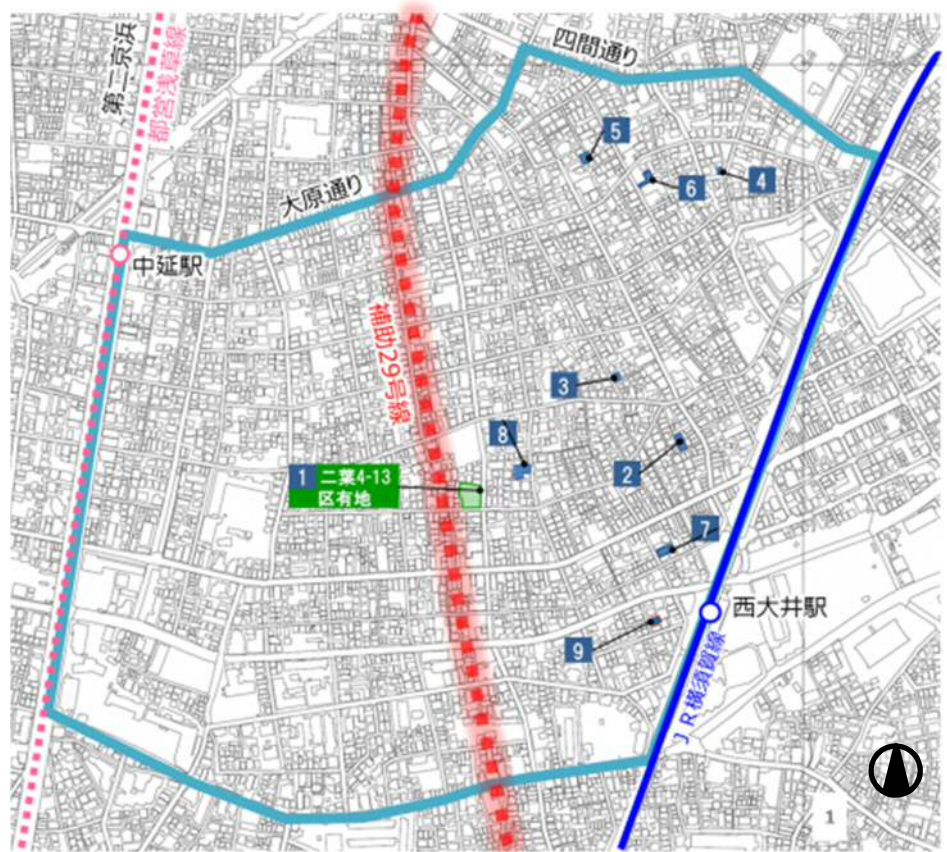 四間通り
第二京浜
都営浅草線
5
6
4
大原通り
中延駅
補助29号線
3
8
2
1 二葉4-13
区有地
7
西大井駅
9
JR横須賀線
1